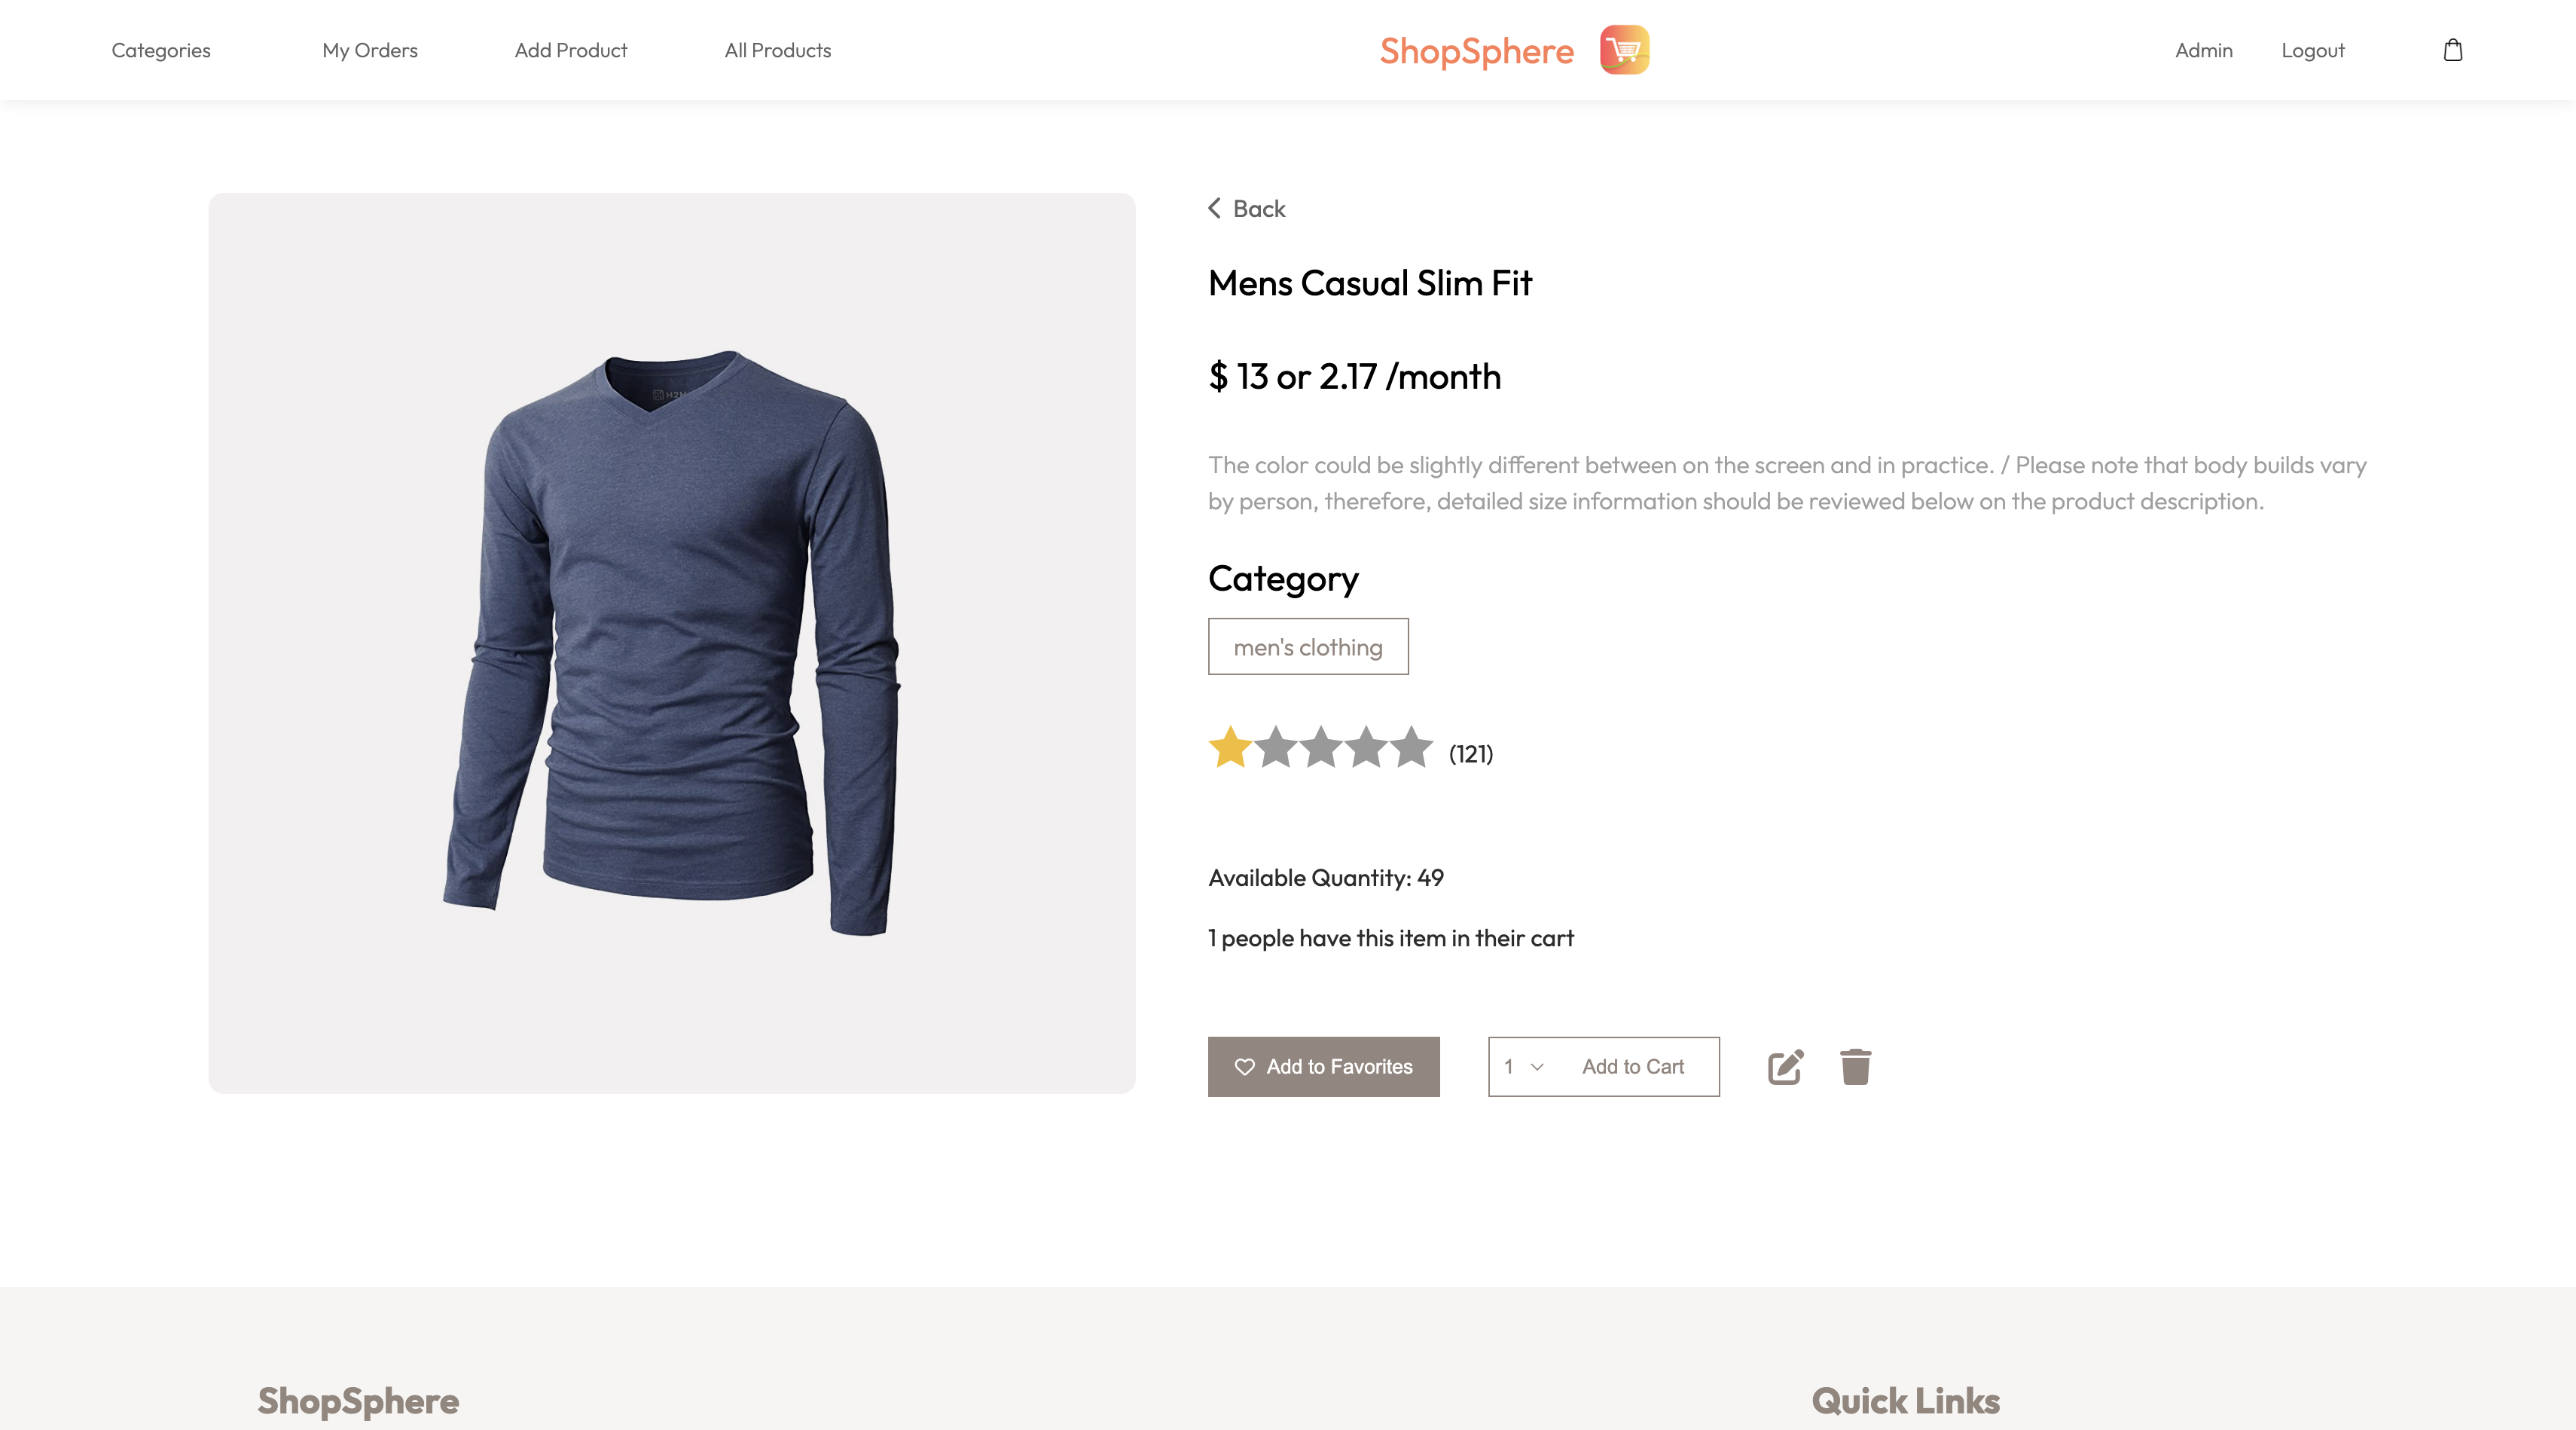 Categories
My Orders
Add Product
All Products
ShopSphere
Admin
Logout
Back
Mens Casual Slim Fit
$ 13 or 2.17 /month
The color could be slightly different between on the screen and in practice. / Please note that body builds vary
by person, therefore, detailed size information should be reviewed below on the product description.
Category
men's clothing
(121)
Available Quantity: 49
1 people have this item in their cart
Add to Favorites
1
Add to Cart
ShopSphere
Quick Links